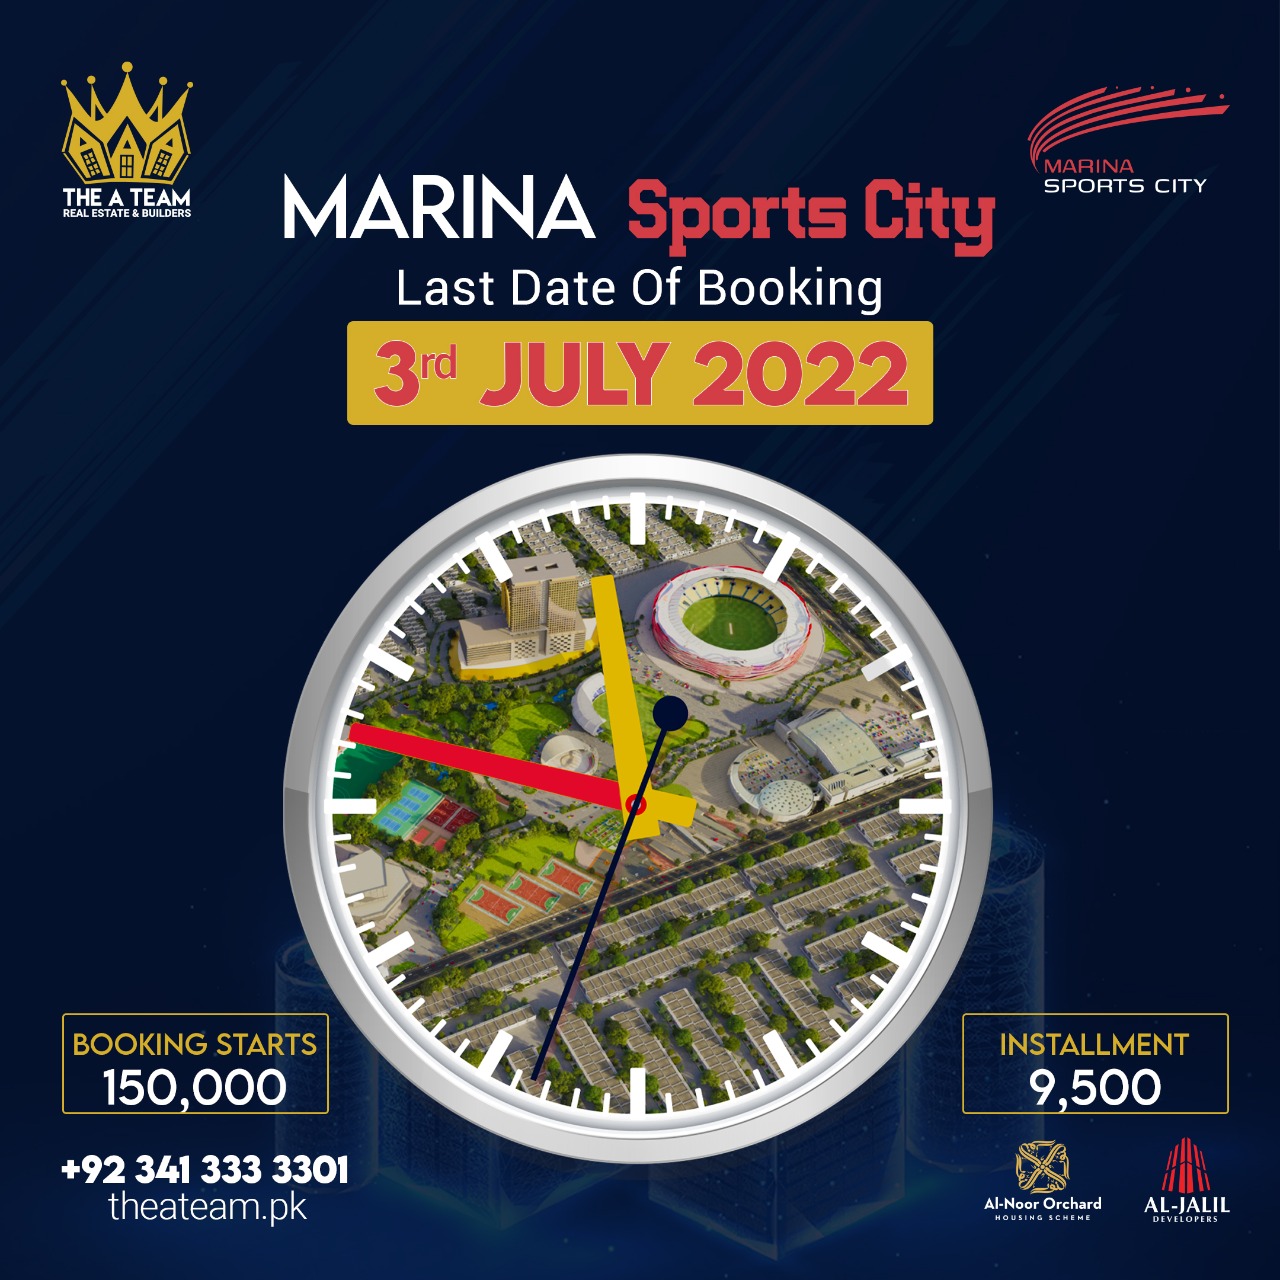 THE A TEAM
REAL ESTATE & BUILDERS
MARINA
SPORTS CITY
MARINA Sports City
Last Date Of Booking
3rd JULY 2022
BOOKING STARTS
150,000
INSTALLMENT
9,500
+92 341 333 3301
theateam.pk
Al-Noor Orchard
HOUSING SCHEME
AL-JALIL
DEVELOPERS